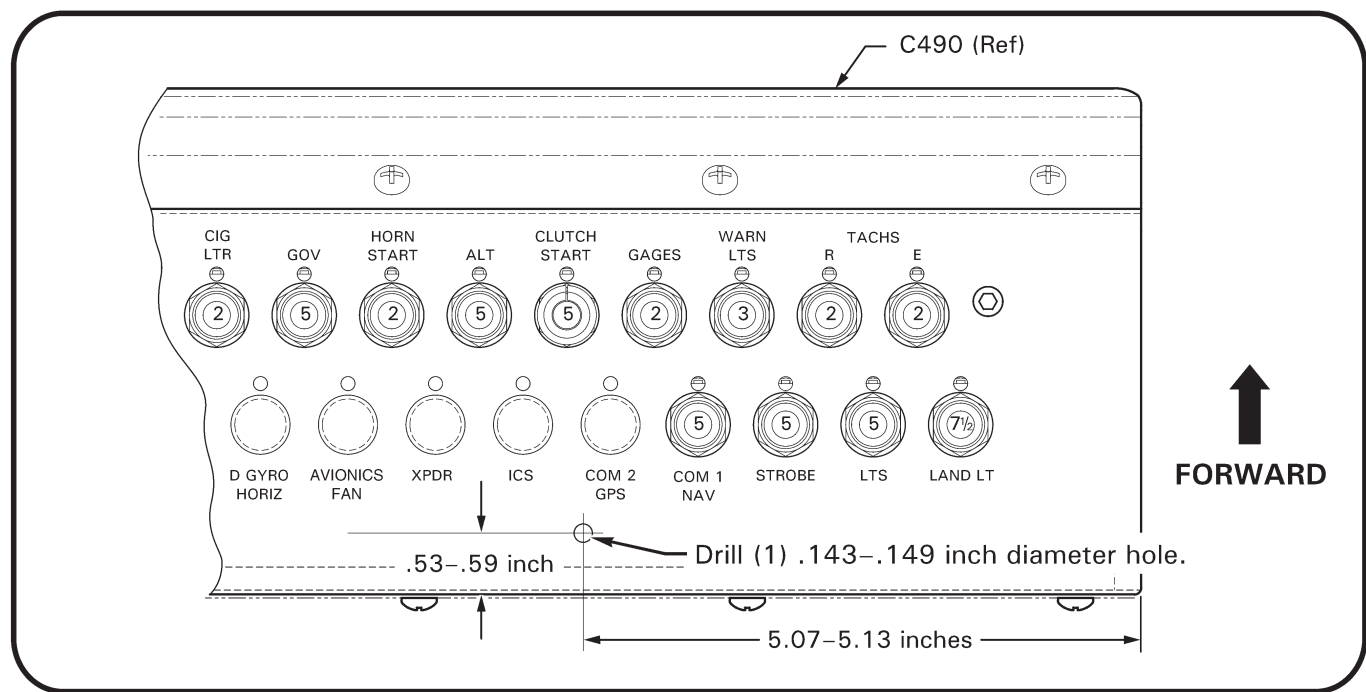 C490 (Ref)
CIG
LTR
GOV
HORN
START
ALT
CLUTCH
START
GAGES
WARN
LTS
TACHS
R
E
2
5
2
5
5
2
3
2
2
5
5
5
7½
D GYRO
HORIZ
AVIONICS
FAN
XPDR
ICS
COM 2
GPS
COM 1
NAV
STROBE
LTS
LAND LT
FORWARD
Drill (1) .143–.149 inch diameter hole.
.53–.59 inch
5.07–5.13 inches